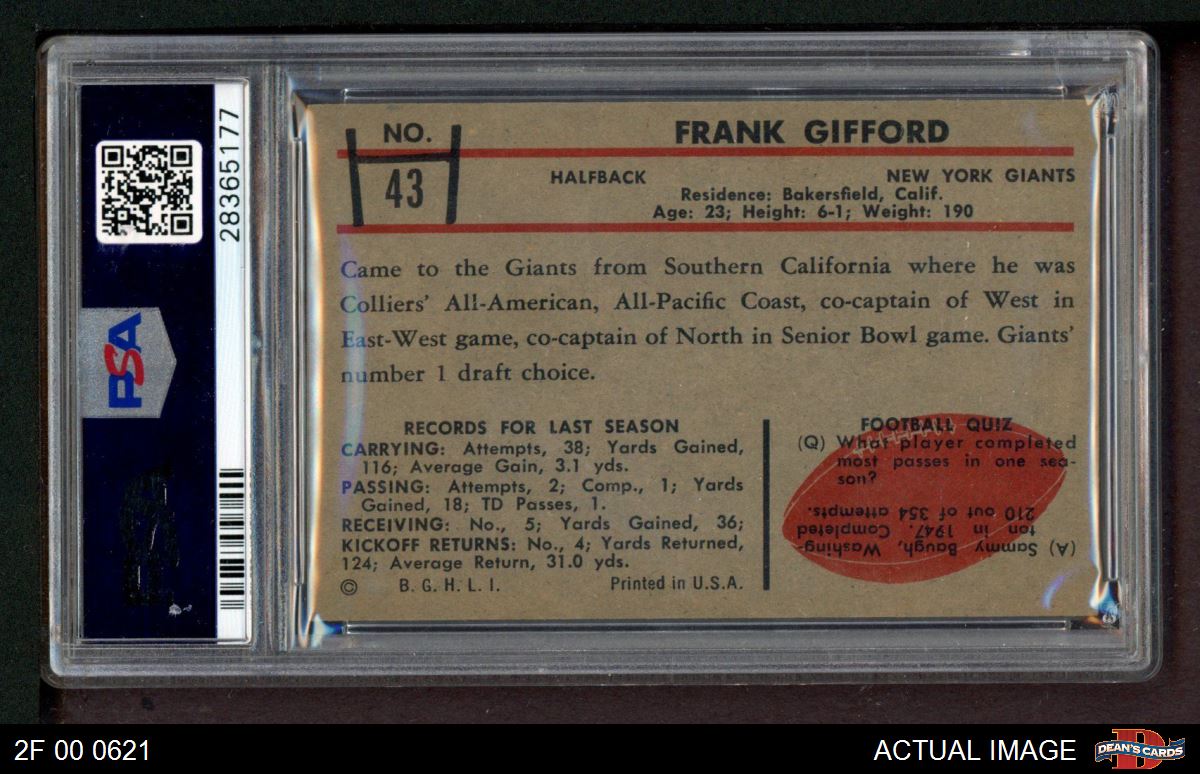 28365177
PSA
NO.
43
FRANK GIFFORD
HALFBACK NEW YORK GIANTS
Residence: Bakersfield, Calif.
Age: 23; Height: 6-1; Weight: 190
Came to the Giants from Southern California where he was
Colliers' All-American, All-Pacific Coast, co-captain of West in
East-West game, co-captain of North in Senior Bowl game. Giants'
number 1 draft choice.
RECORDS FOR LAST SEASON
CARRYING: Attempts, 38; Yards Gained,
116; Average Gain, 3.1 yds.
PASSING: Attempts, 2; Comp., 1; Yards
Gained, 18; TD Passes, 1.
RECEIVING: No., 5; Yards Gained, 36;
KICKOFF RETURNS: No., 4; Yards Returned,
124; Average Return, 31.0 yds.
© B. G. H. L. I. Printed in U.S.A.
FOOTBALL QUIZ
(Q) What player completed
most passes in one sea-
son?
(A) Sammy Baugh, Washing-
ton in 1947. Completed
210 out of 354 attempts.
2F 00 0621
ACTUAL IMAGE
D
DEAN'S CARDS